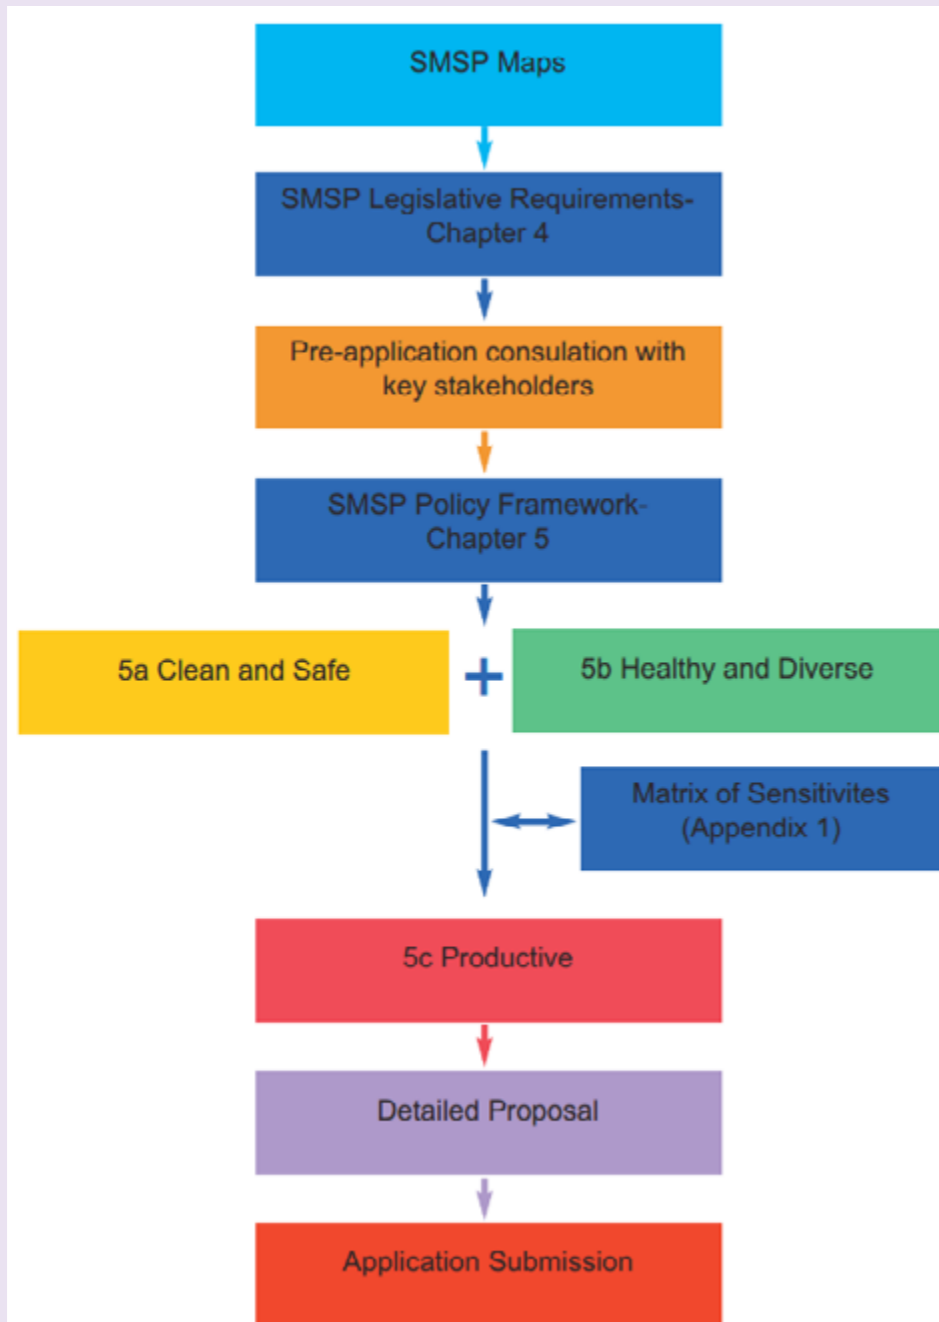 SMSP Maps
SMSP Legislative Requirements-
Chapter 4
Pre-application consulation with
key stakeholders
SMSP Policy Framework-
Chapter 5
5a Clean and Safe
+
5b Healthy and Diverse
Matrix of Sensitivites
(Appendix 1)
5c Productive
Detailed Proposal
Application Submission